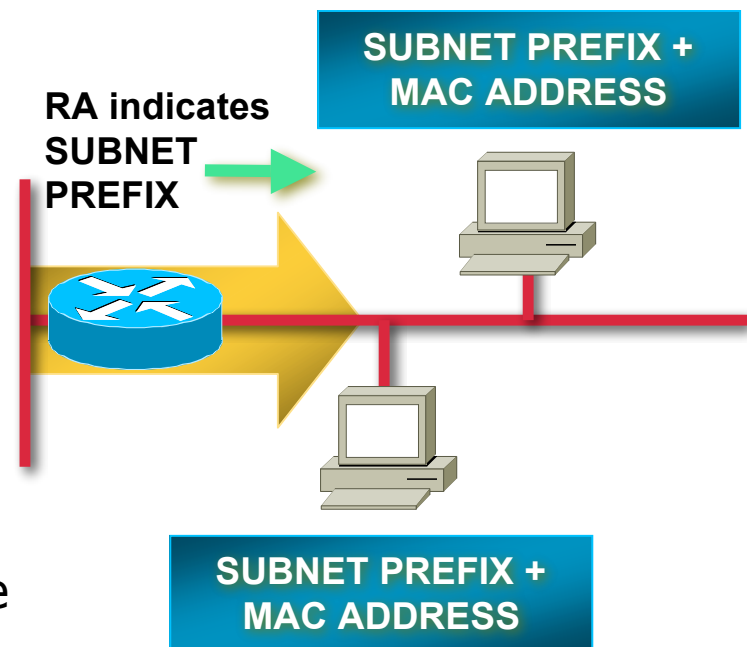 SUBNET PREFIX +
MAC ADDRESS
RA indicates
SUBNET
PREFIX
SUBNET PREFIX +
MAC ADDRESS
e